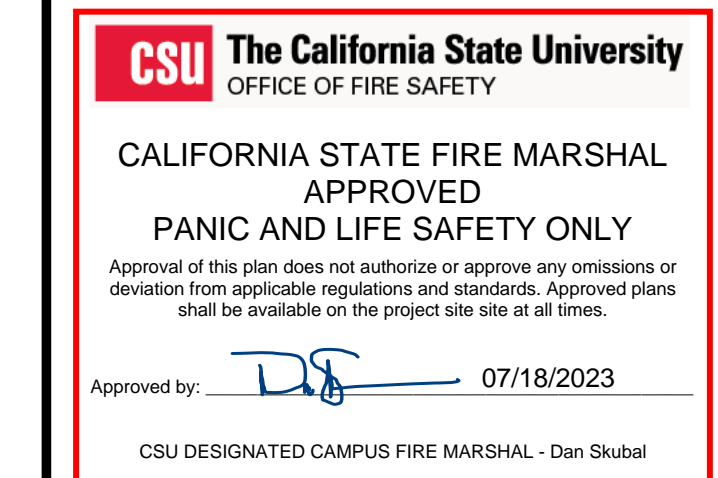 CSU The California State University
OFFICE OF FIRE SAFETY
CALIFORNIA STATE FIRE MARSHAL
APPROVED
PANIC AND LIFE SAFETY ONLY
Approval of this plan does not authorize or approve any omissions or
deviation from applicable regulations and standards. Approved plans
shall be available on the project site site at all times.
Approved by: 07/18/2023
CSU DESIGNATED CAMPUS FIRE MARSHAL - Dan Skubal